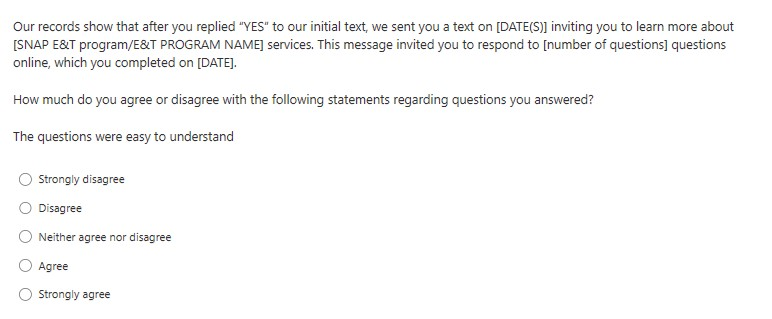 Our records show that after you replied "YES" to our initial text, we sent you a text on [DATE(S)] inviting you to learn more about
[SNAP E&T program/E&T PROGRAM NAME] services. This message invited you to respond to [number of questions] questions
online, which you completed on [DATE].
How much do you agree or disagree with the following statements regarding questions you answered?
The questions were easy to understand
Strongly disagree
Disagree
Neither agree nor disagree
Agree
Strongly agree